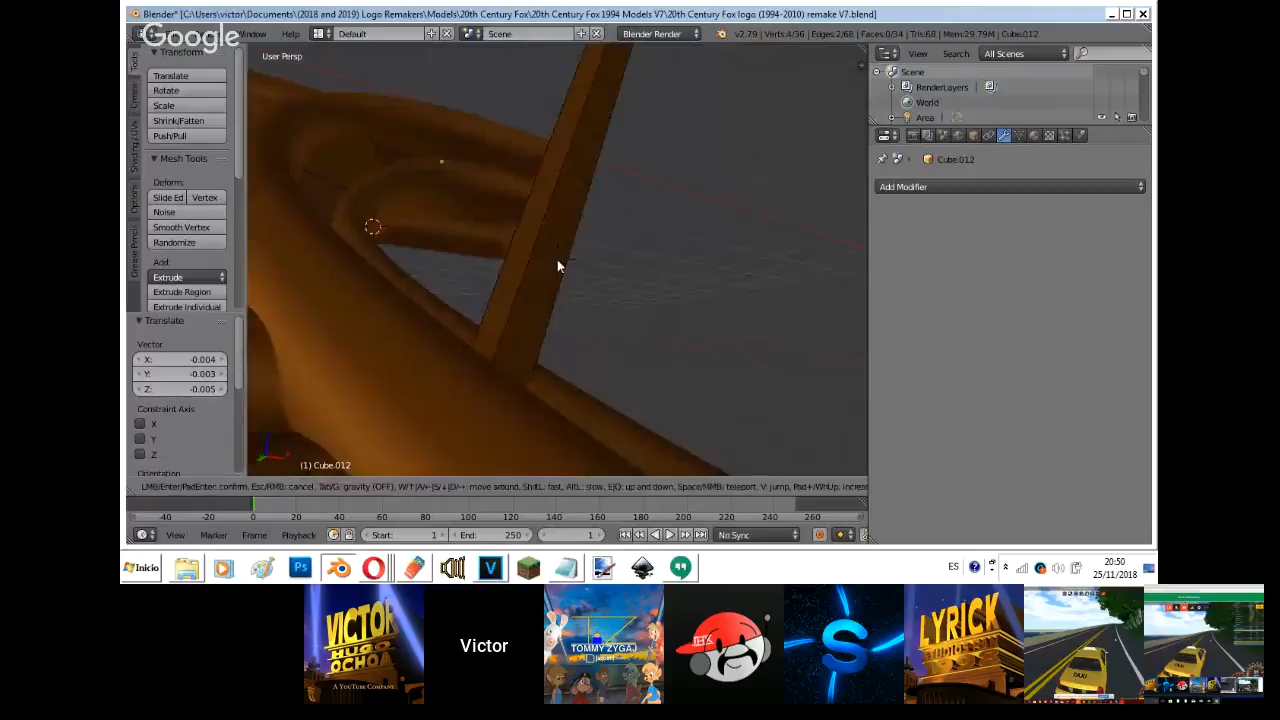 Blender* [C:\Users\victor\Documents\(2018 and 2019) Logo Remakers\Models\20th Century Fox\20th Century Fox 1994 Models V7\20th Century Fox logo (1994-2010) remake V7.blend]
Google
Window
Help
Default
Scene
Blender Render
v2.79 | Verts:4/36 | Edges:2/68 | Faces:0/34 | Tris:68 | Mem:29.79M | Cube.012
View
Search
All Scenes
Transform
User Persp
Tools
Create
Shading / UVs
Options
Grease Pencil
Translate
Rotate
Scale
Shrink/Fatten
Push/Pull
Mesh Tools
Deform:
Slide Ed
Vertex
Noise
Smooth Vertex
Randomize
Add:
Extrude
Extrude Region
Extrude Individual
Translate
Vector
X: -0.004
Y: -0.003
Z: -0.005
Constraint Axis
X
Y
Z
Orientation
(1) Cube.012
Scene
RenderLayers
World
Area
Cube.012
Add Modifier
LMB/Enter/PadEnter: confirm, Esc/RMB: cancel, Tab/G: gravity (OFF),
move around, Shift: fast, Alt: slow, E|Q: up and down, Space/MMB: teleport, V: jump, Pad+/WhUp: increas
-40 -20 0 20 40 60 80 100 120 140 160 180 200 220 240 260
View
Marker
Frame
Playback
Start: 1
End: 250
1
No Sync
Inicio
Ps
V
ES
20:50
25/11/2018
VICTOR
HUGO
OCHOA
A YOUTUBE COMPANY
Victor
TOMMY ZYGAJ
S
LYRICK
TAXI